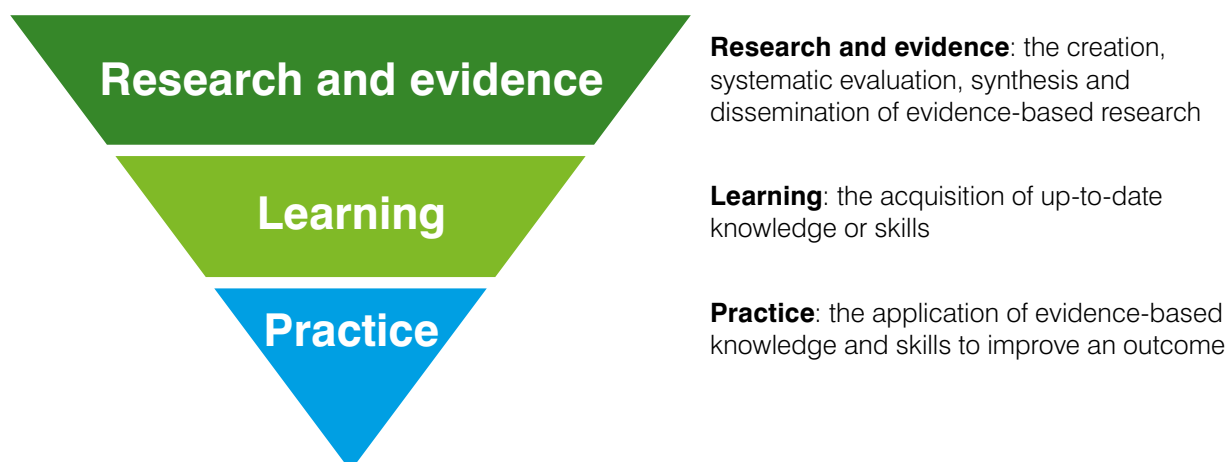 Research and evidence
Research and evidence: the creation,
systematic evaluation, synthesis and
dissemination of evidence-based research
Learning
Learning: the acquisition of up-to-date
knowledge or skills
Practice
Practice: the application of evidence-based
knowledge and skills to improve an outcome